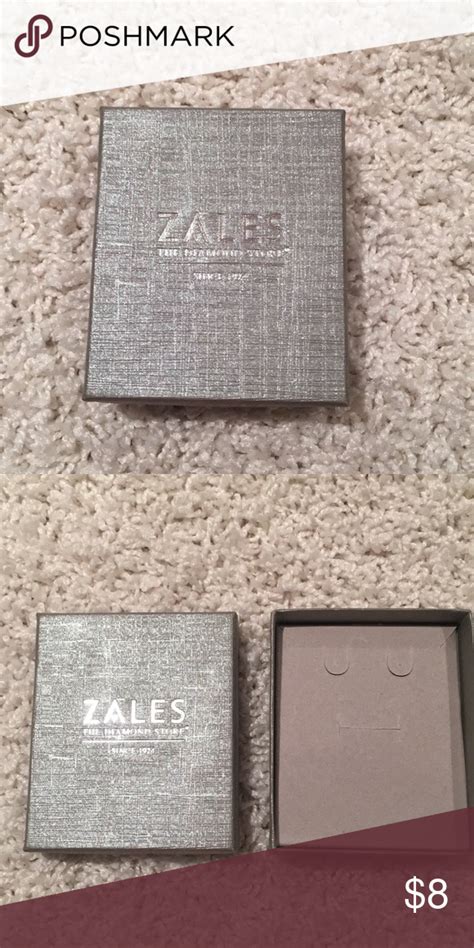 POSHMARK
ZALES
THE DIAMOND STORE
SINCE 1924
ZALES
THE DIAMOND STORE
SINCE 1924
$8